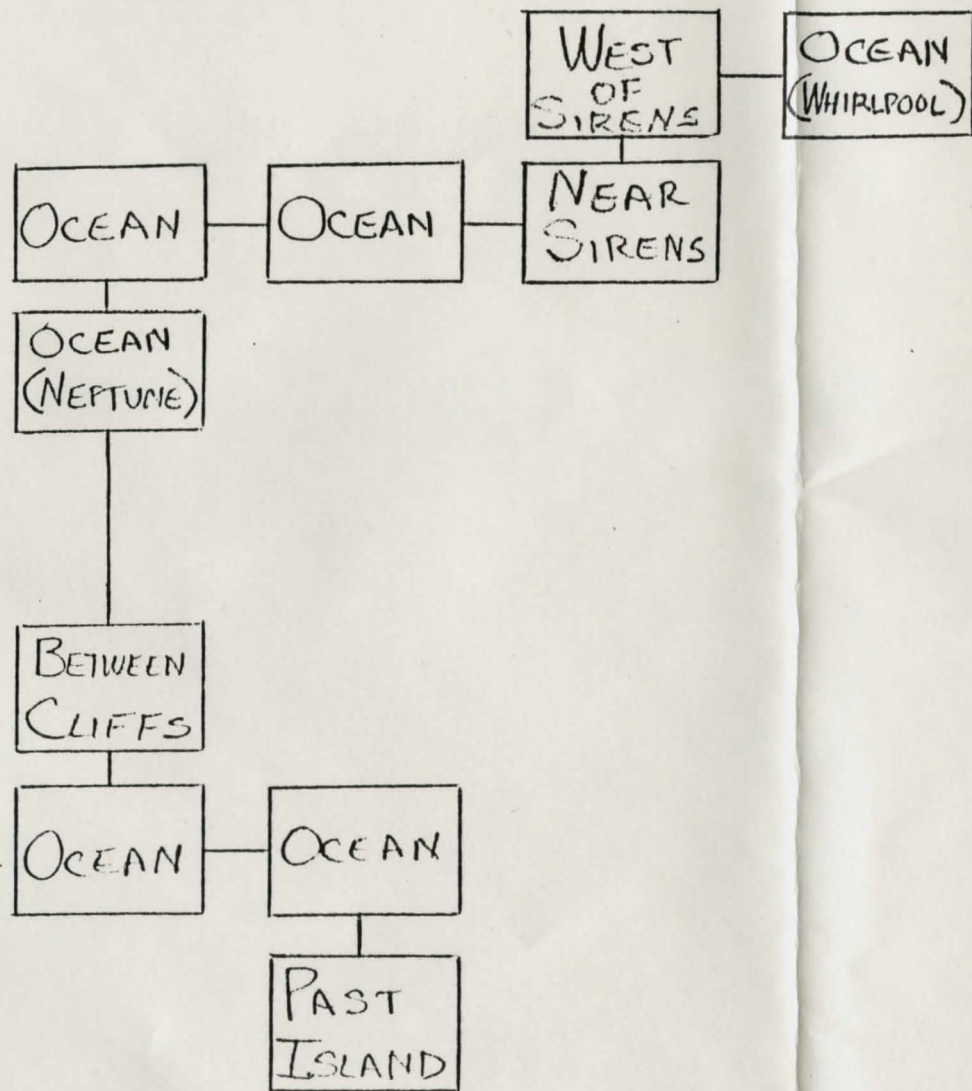 WEST
OF
SIRENS
OCEAN
(WHIRLPOOL)
OCEAN
OCEAN
NEAR
SIRENS
OCEAN
(NEPTUNE)
BETWEEN
CLIFFS
OCEAN
OCEAN
PAST
ISLAND